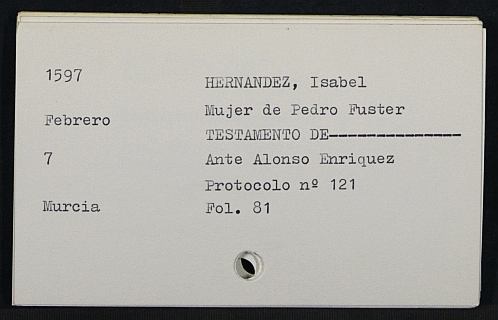 1597
HERNANDEZ, Isabel
Mujer de Pedro Fuster
Febrero
TESTAMENTO DE--------------
7
Ante Alonso Enriquez
Protocolo nº 121
Murcia
Fol. 81